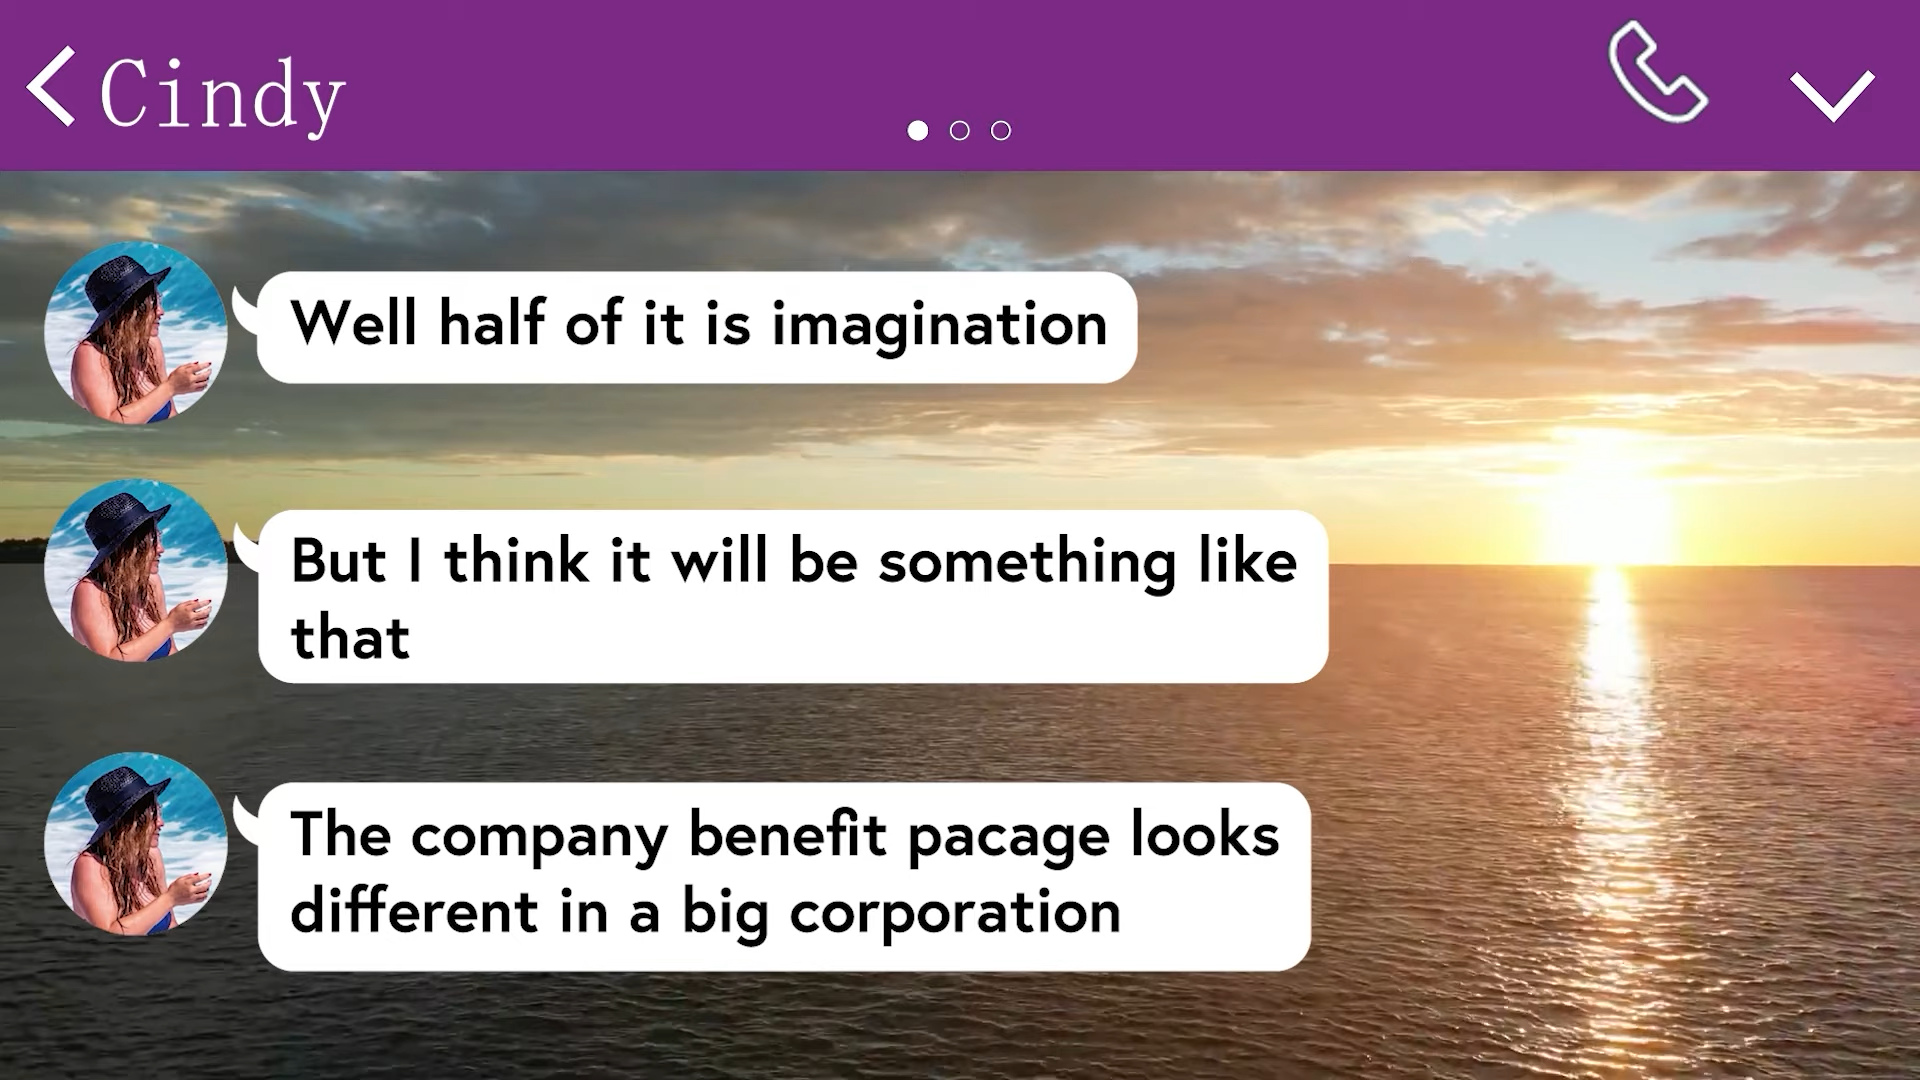 Cindy
Well half of it is imagination
But I think it will be something like
that
The company benefit pacage looks
different in a big corporation